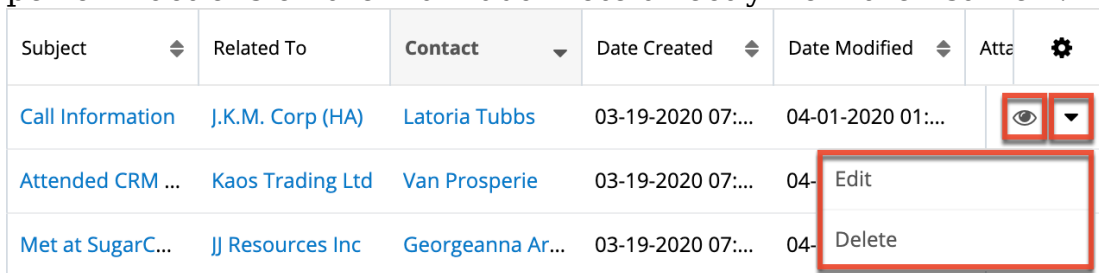 Subject Related To Contact Date Created Date Modified Atta
Call Information J.K.M. Corp (HA) Latoria Tubbs 03-19-2020 07:... 04-01-2020 01:...
Attended CRM ... Kaos Trading Ltd Van Prosperie 03-19-2020 07:... 04-
Edit
Met at SugarC... JJ Resources Inc Georgeanna Ar... 03-19-2020 07:... 04-
Delete